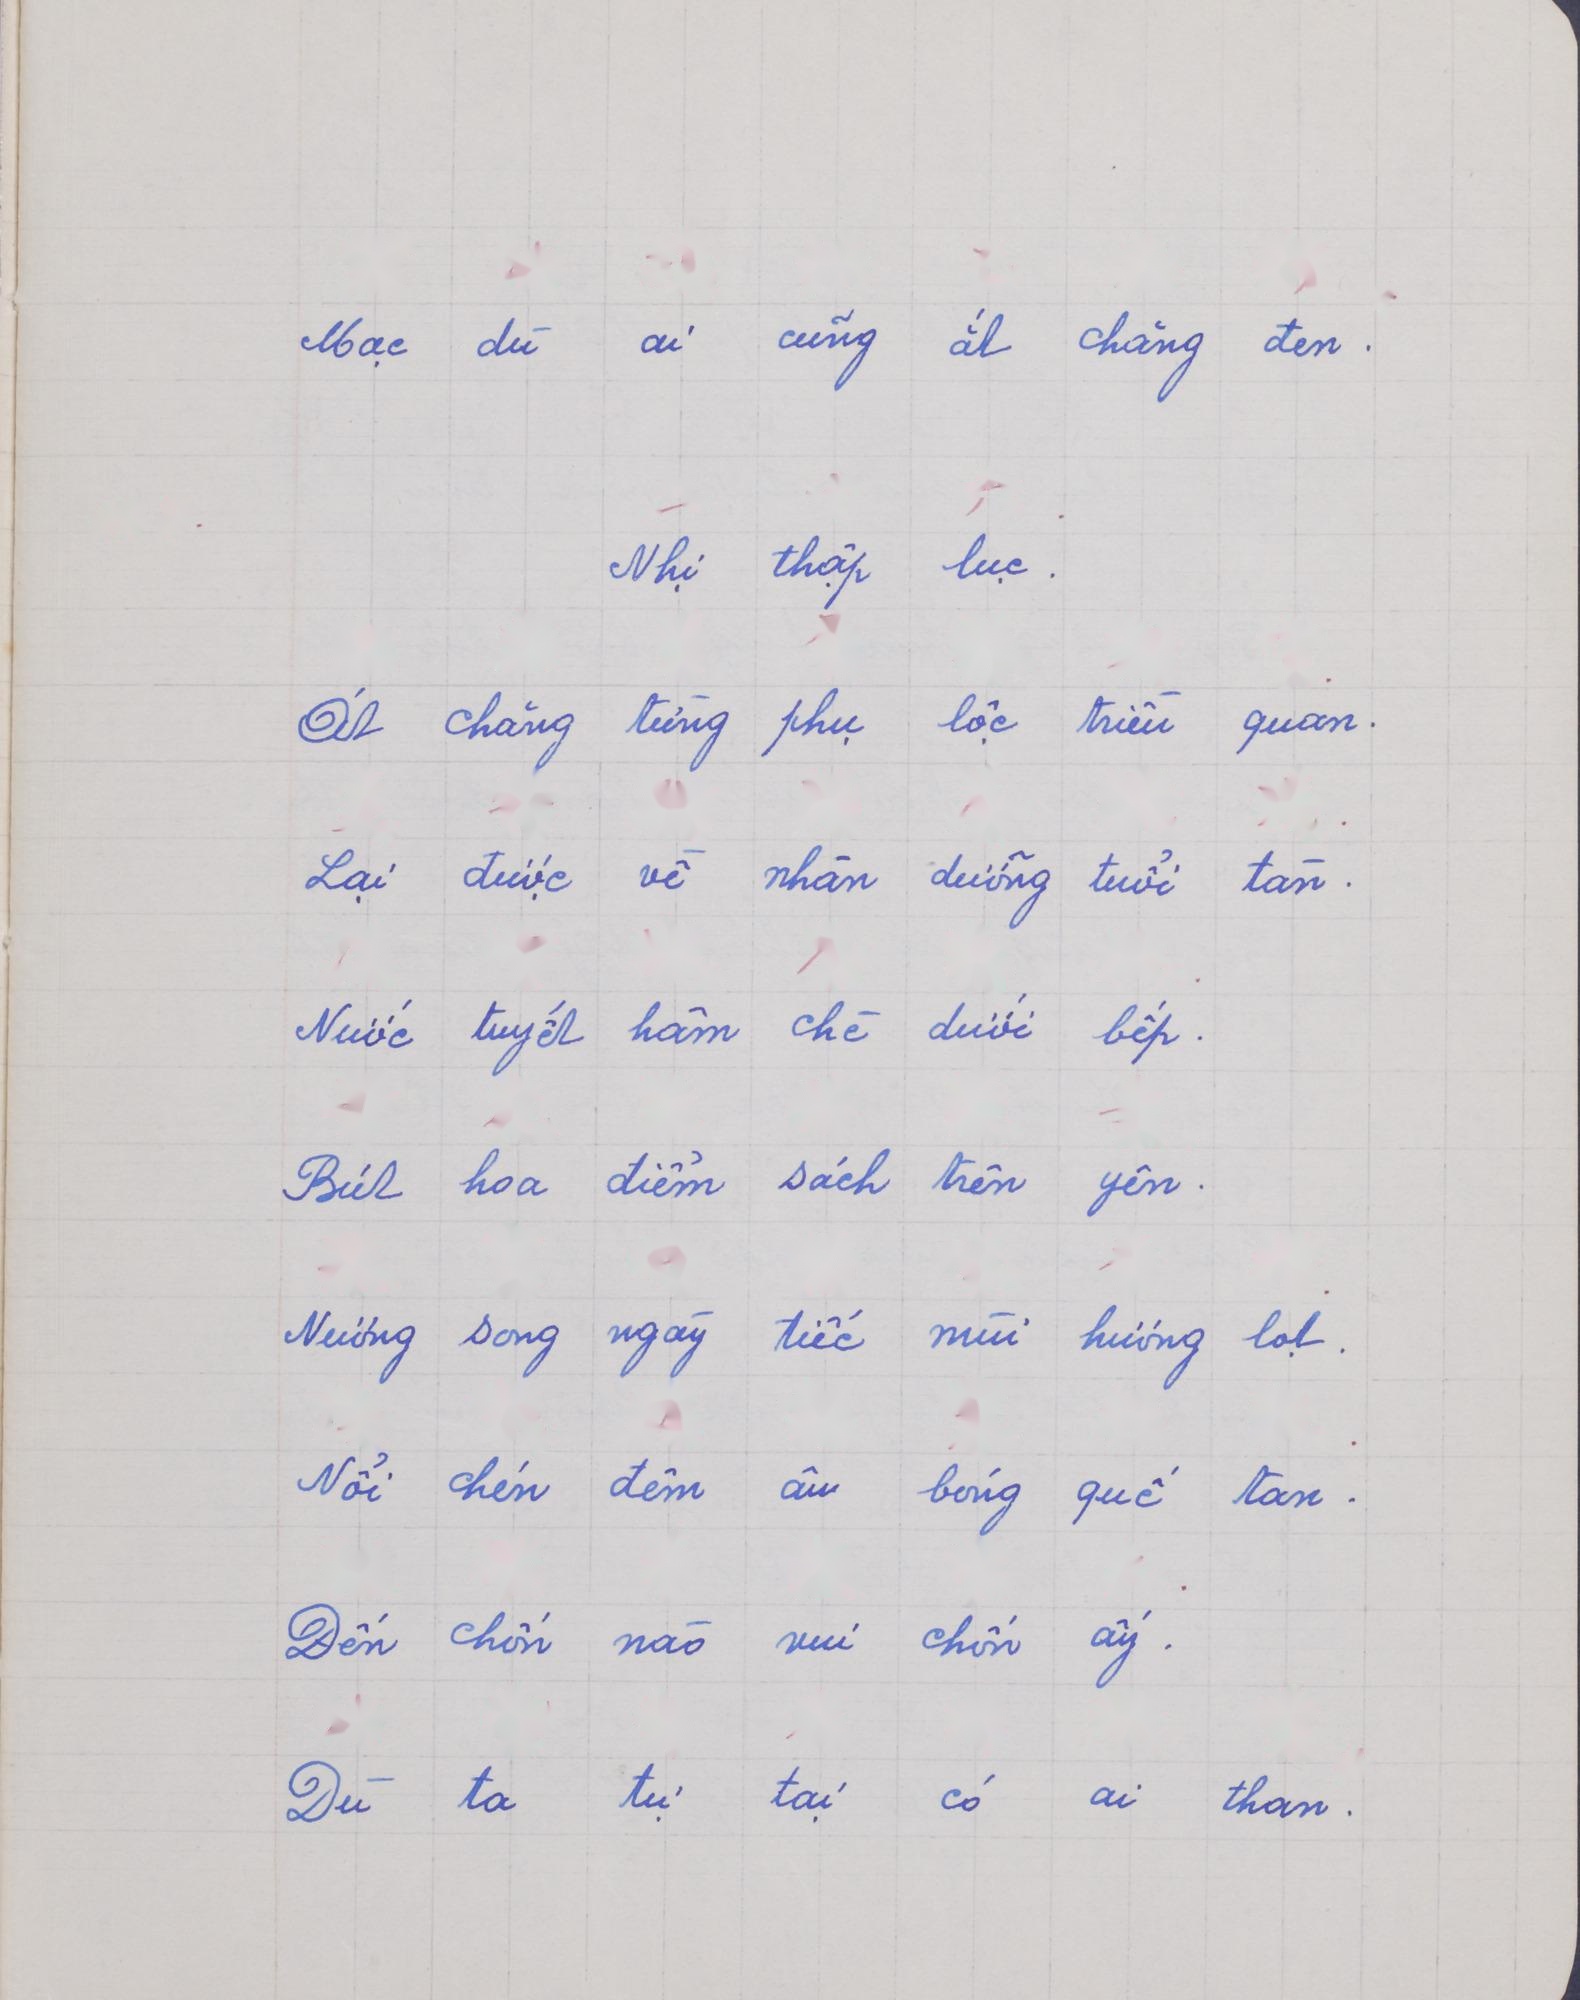 Mặc dù ai cũng ắt chăng đen.
Nhị thập lục.
Ắt chăng từng phụ lộc triều quan.
Lại được về nhàn dưỡng tuổi tàn.
Nước tuyết hâm chè dưới bếp.
Bút hoa điểm sách trên yên.
Nương song ngày tiếc mùi hương lọt.
Nổi chén đêm âu bóng quế tan.
Đến chốn nào vui chốn ấy.
Dù ta tự tại có ai than.